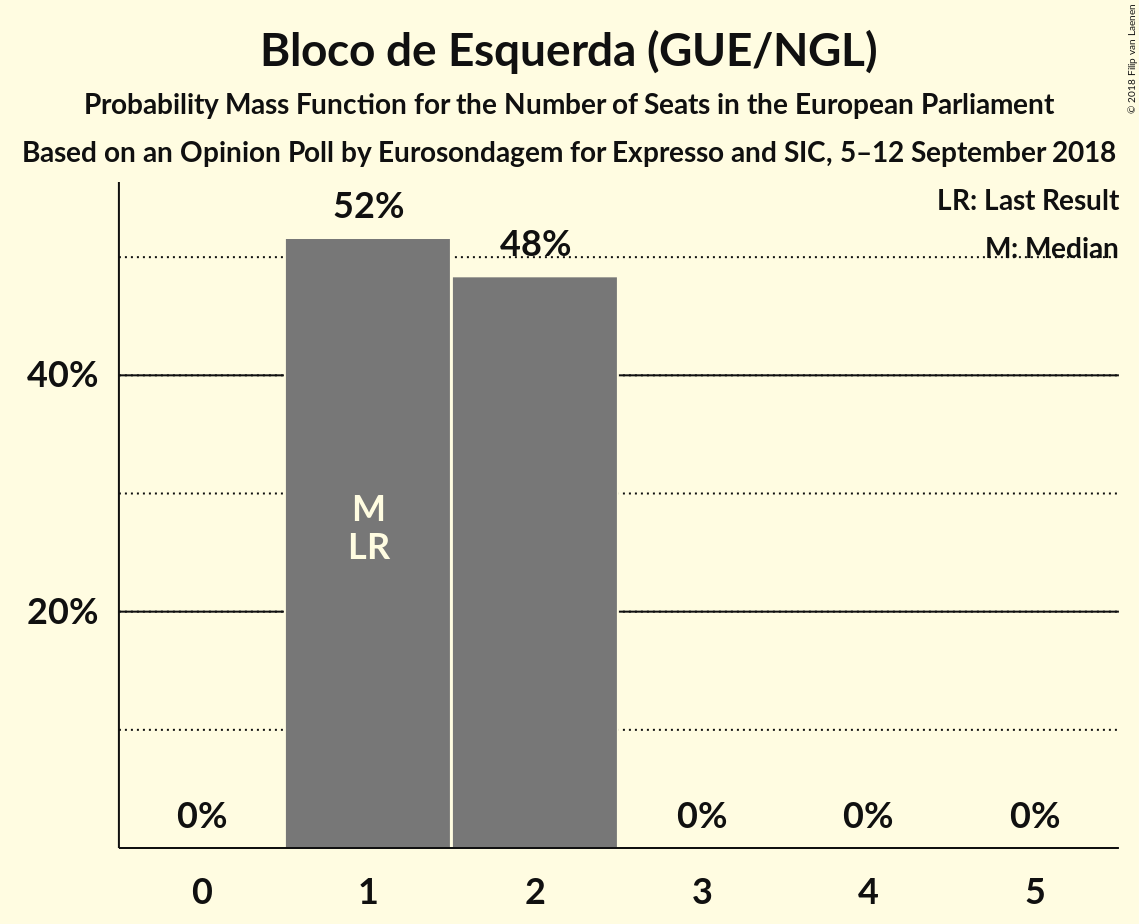 Bloco de Esquerda (GUE/NGL)
Probability Mass Function for the Number of Seats in the European Parliament
Based on an Opinion Poll by Eurosondagem for Expresso and SIC, 5–12 September 2018
© 2018 Filip van Laenen
LR: Last Result
M: Median
52%
48%
40%
20%
M
LR
0%
0%
0%
0%
0
1
2
3
4
5